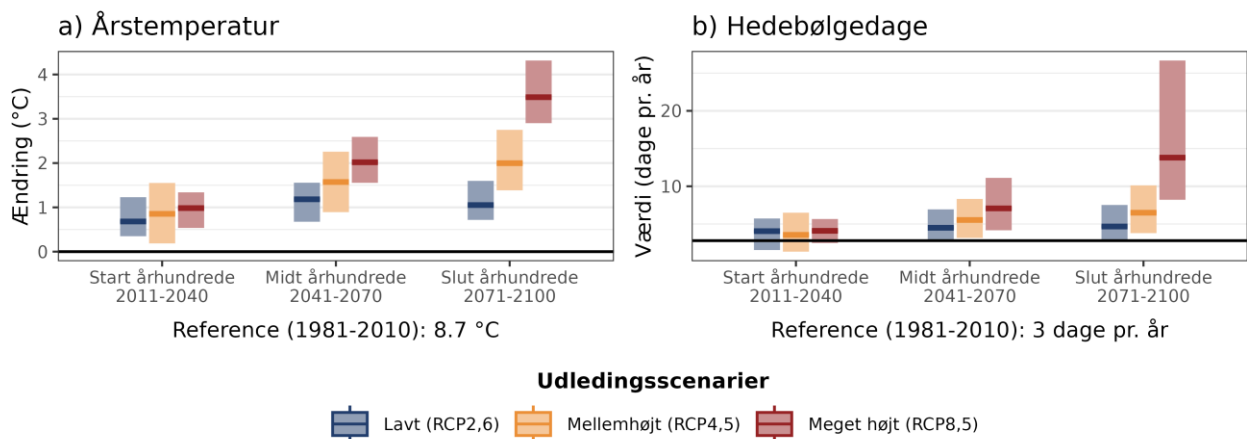 a) Årstemperatur
Ændring (°C)
4
3
2
1
0
Start århundrede
2011-2040
Midt århundrede
2041-2070
Slut århundrede
2071-2100
Reference (1981-2010): 8.7 °C
b) Hedebølgedage
Værdi (dage pr. år)
20
10
Start århundrede
2011-2040
Midt århundrede
2041-2070
Slut århundrede
2071-2100
Reference (1981-2010): 3 dage pr. år
Udledingsscenarier
Lavt (RCP2,6)
Mellemhøjt (RCP4,5)
Meget højt (RCP8,5)